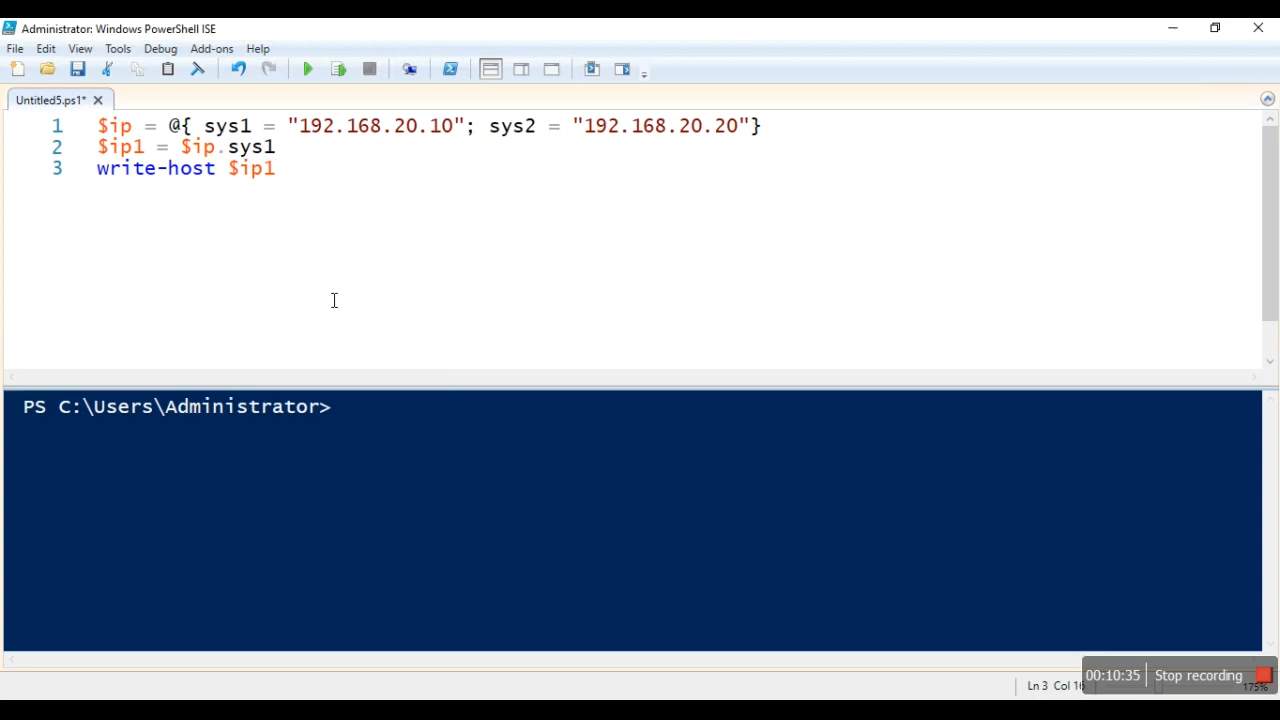 Administrator: Windows PowerShell ISE
File Edit View Tools Debug Add-ons Help
Untitled5.ps1*
1 $ip = @{ sys1 = "192.168.20.10"; sys2 = "192.168.20.20"}
2 $ip1 = $ip.sys1
3 write-host $ip1
PS C:\Users\Administrator>
00:10:35 Stop recording
Ln 3 Col 16 175%